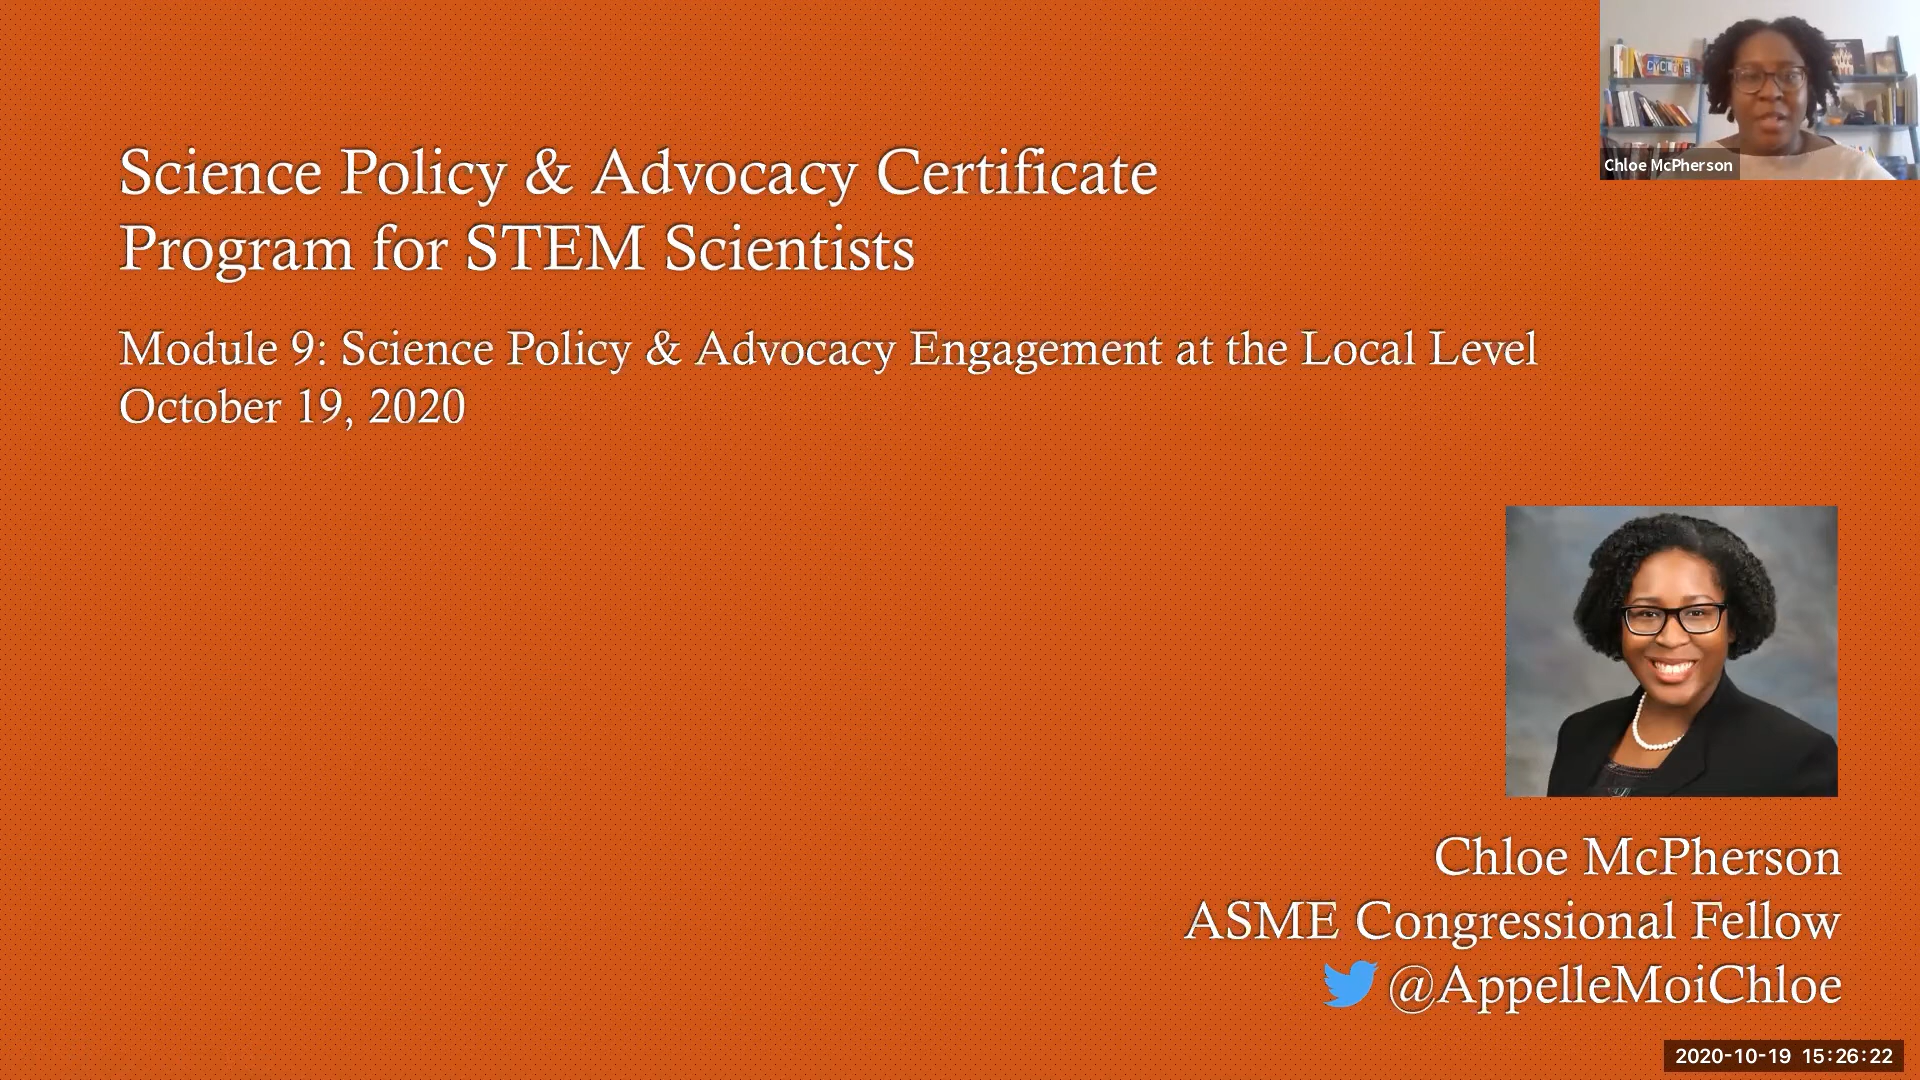 Science Policy & Advocacy Certificate
Program for STEM Scientists
Module 9: Science Policy & Advocacy Engagement at the Local Level
October 19, 2020
CYCLONE
Chloe McPherson
Chloe McPherson
ASME Congressional Fellow
@AppelleMoiChloe
2020-10-19 15:26:22